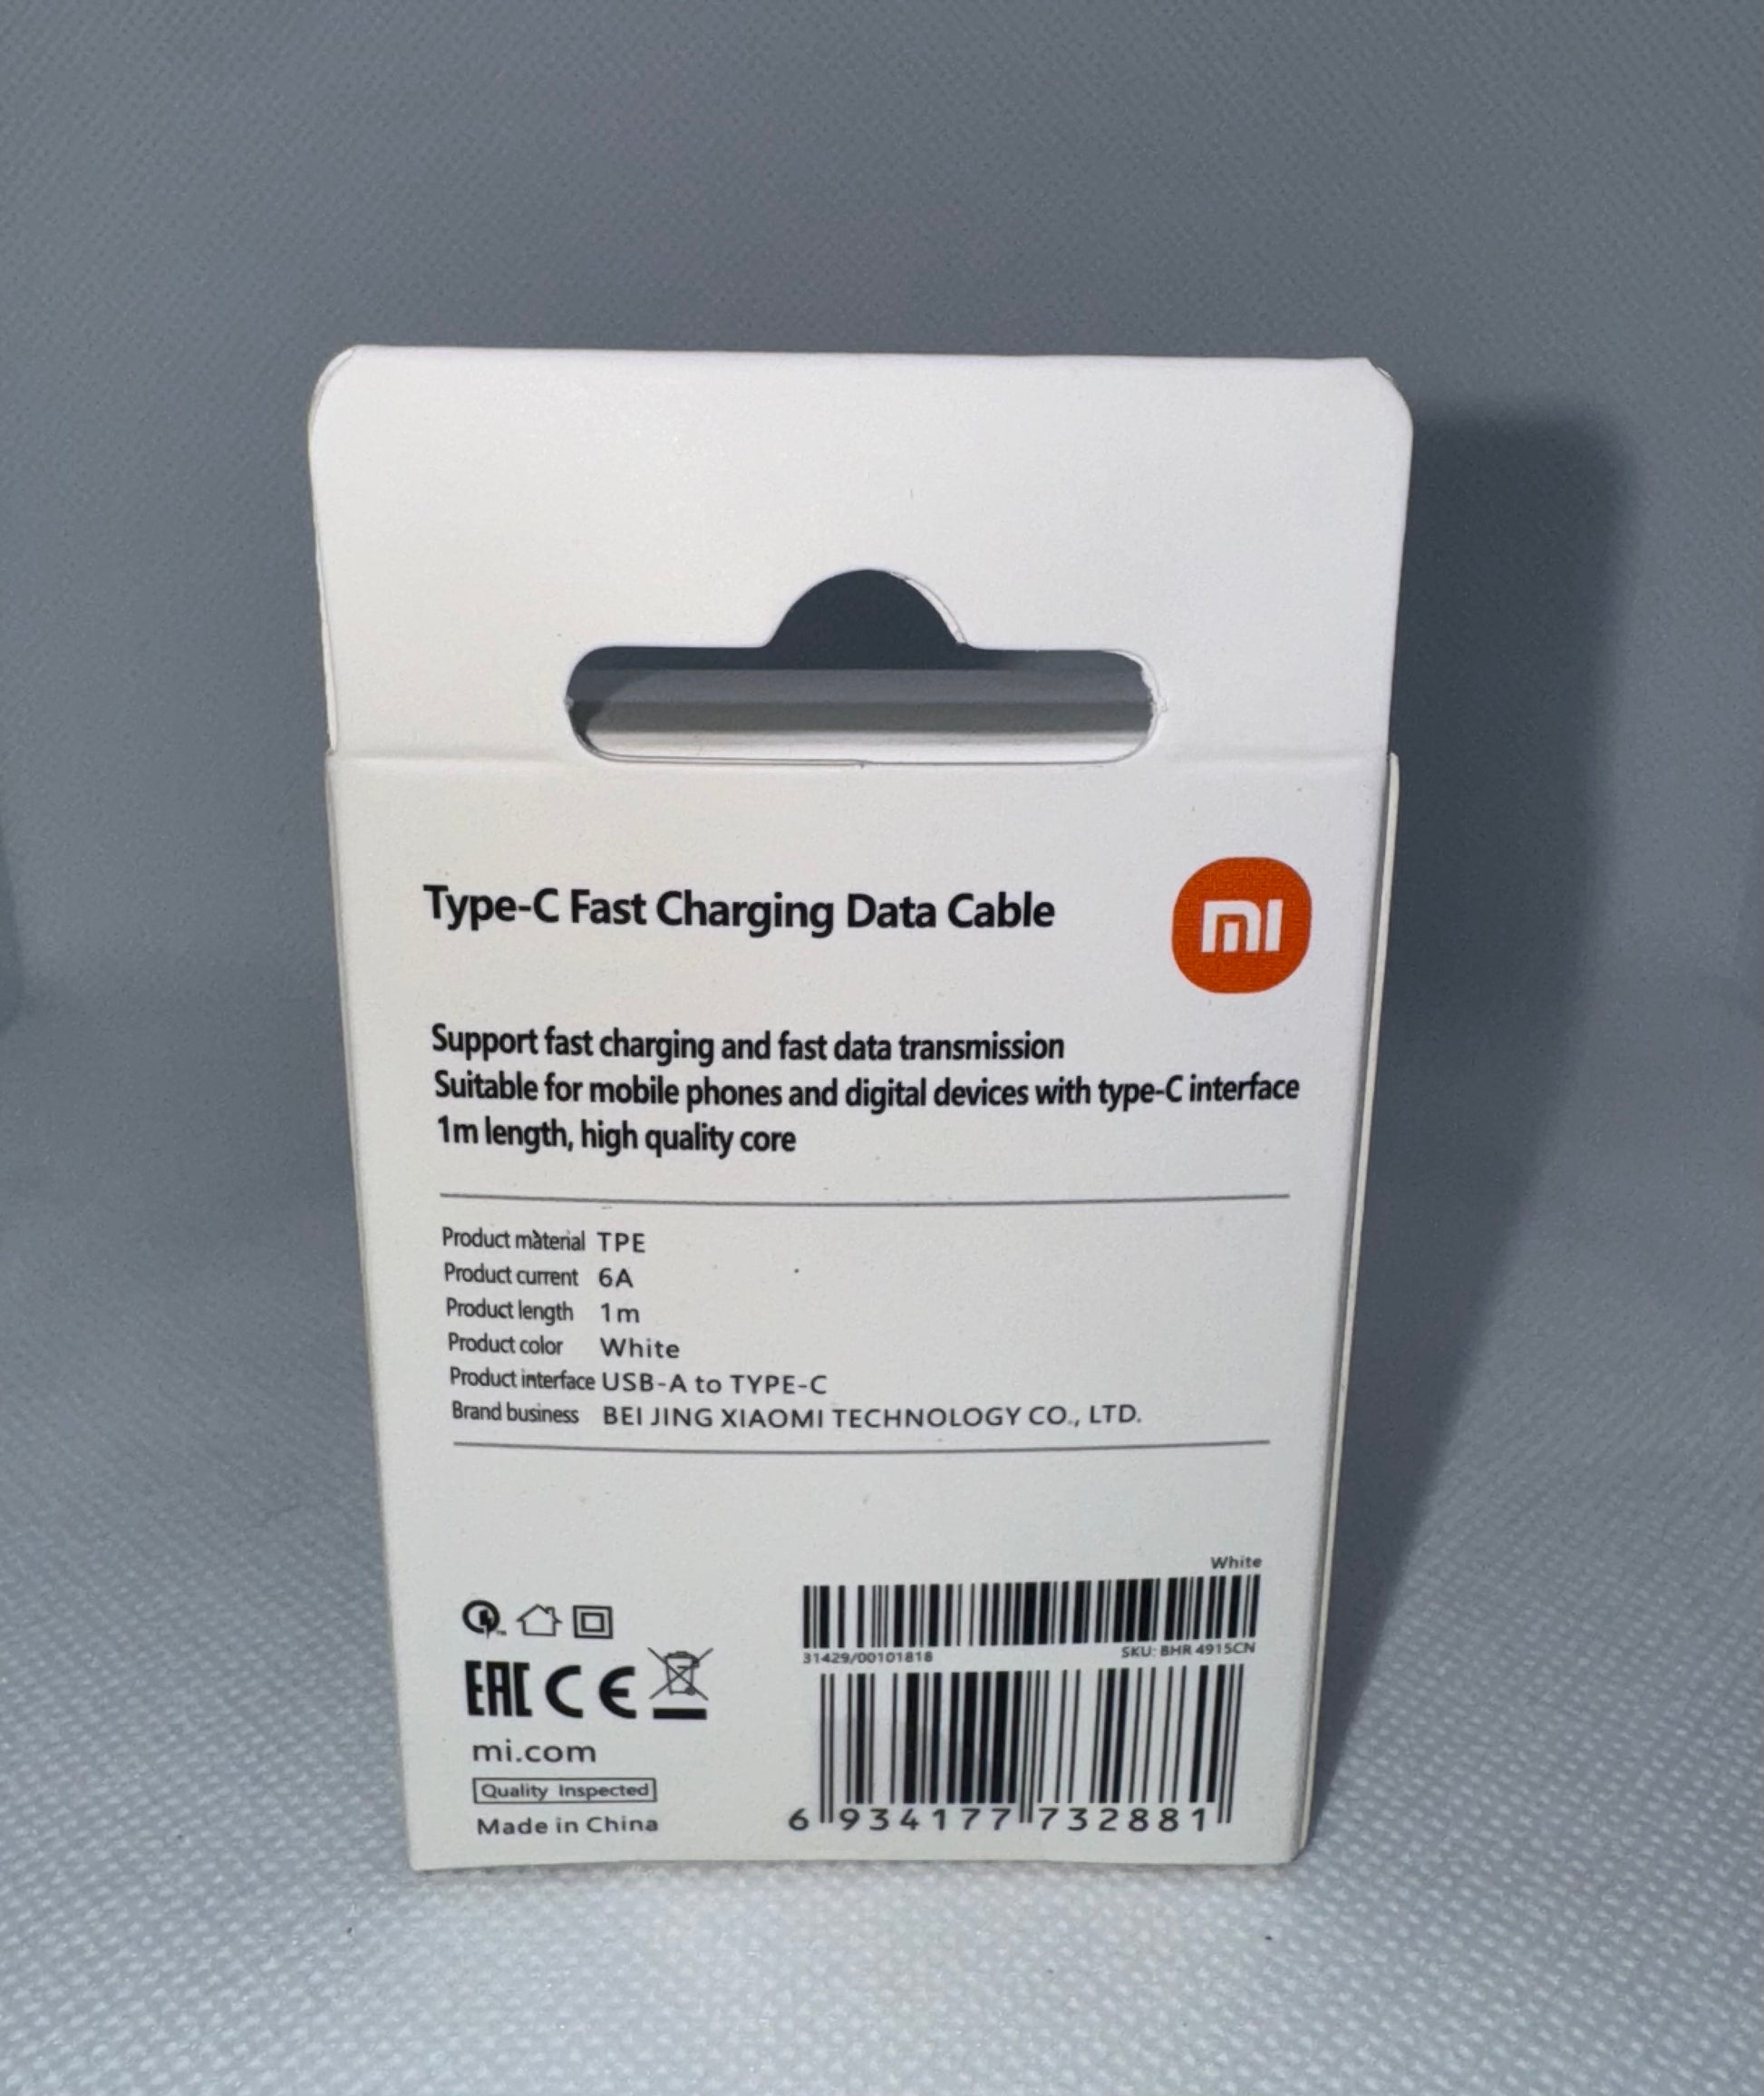 Type-C Fast Charging Data Cable
mi
Support fast charging and fast data transmission
Suitable for mobile phones and digital devices with type-C interface
1m length, high quality core
Product material TPE
Product current 6A
Product length 1m
Product color White
Product interface USB-A to TYPE-C
Brand business BEI JING XIAOMI TECHNOLOGY CO., LTD.
White
31429/00101818 SKU: BHR 4915CN
EAC CE
mi.com
Quality Inspected
Made in China
6 934177 732881